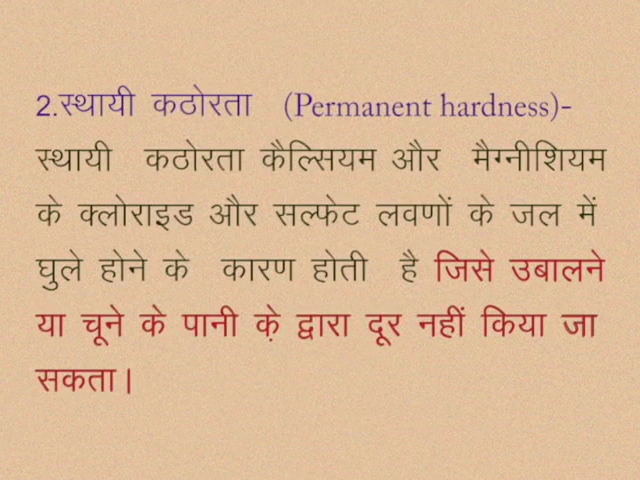 2.स्थायी कठोरता (Permanent hardness)-
स्थायी कठोरता कैल्सियम और मैग्नीशियम
के क्लोराइड और सल्फेट लवणों के जल में
घुले होने के कारण होती है जिसे उबालने
या चूने के पानी के़ द्वारा दूर नहीं किया जा
सकता।